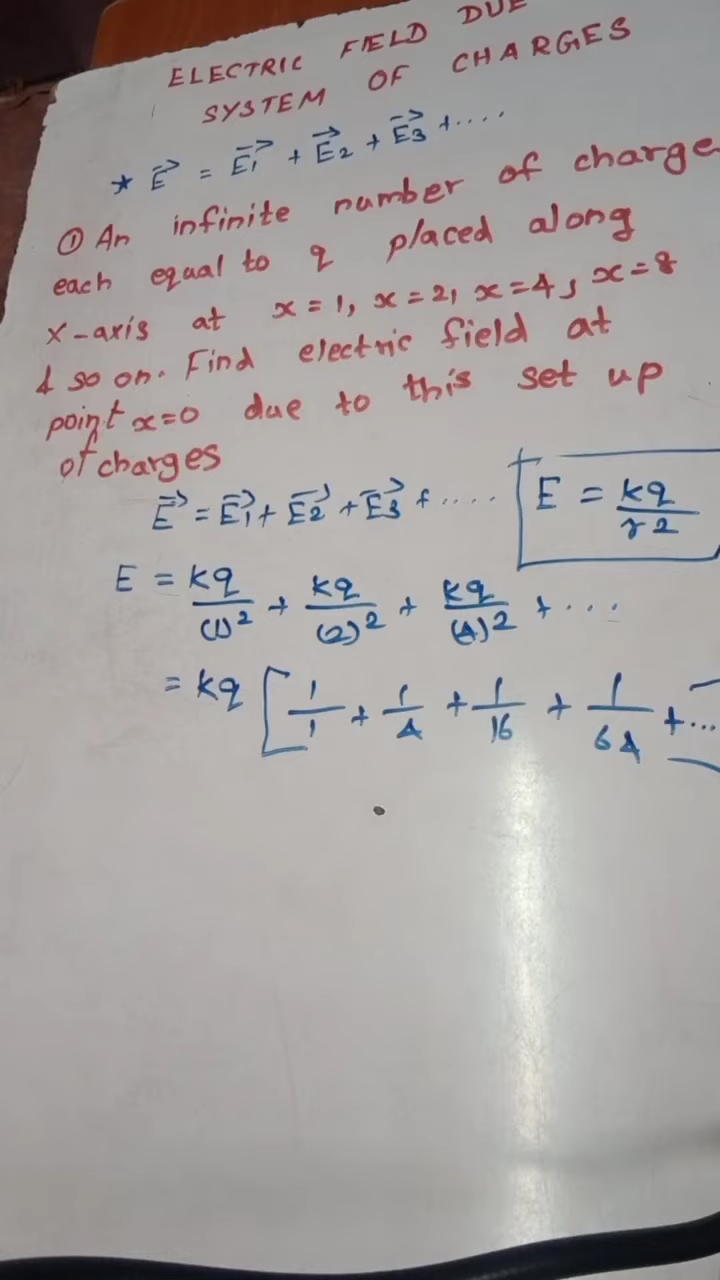 ELECTRIC FIELD DUE
SYSTEM OF CHARGES
* E⃗ = E⃗1 + E⃗2 + E⃗3 + ....
① An infinite number of charge
each equal to q placed along
X-axis at x = 1, x = 2, x = 4, x = 8
& so on. Find electric field at
point x=0 due to this set up
of charges
E⃗ = E⃗1 + E⃗2 + E⃗3 + ....
E = kq/r2
E = kq/(1)2 + kq/(2)2 + kq/(4)2 + ...
= kq [1/1 + 1/4 + 1/16 + 1/64 + ...